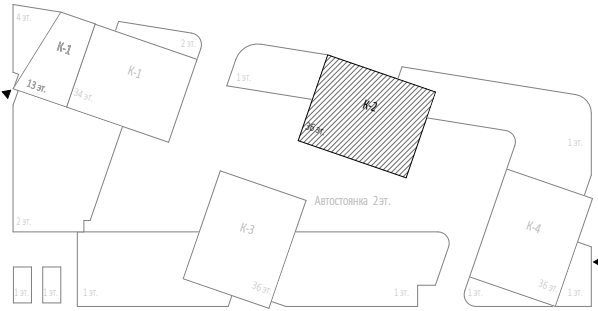 4 эт.
К-1
13 эт.
К-1
34 эт.
2 эт.
1 эт.
К-2
36 эт.
1 эт.
Автостоянка 2 эт.
2 эт.
К-3
36 эт.
К-4
36 эт.
1 эт.
1 эт.
1 эт.
1 эт.
1 эт.
1 эт.